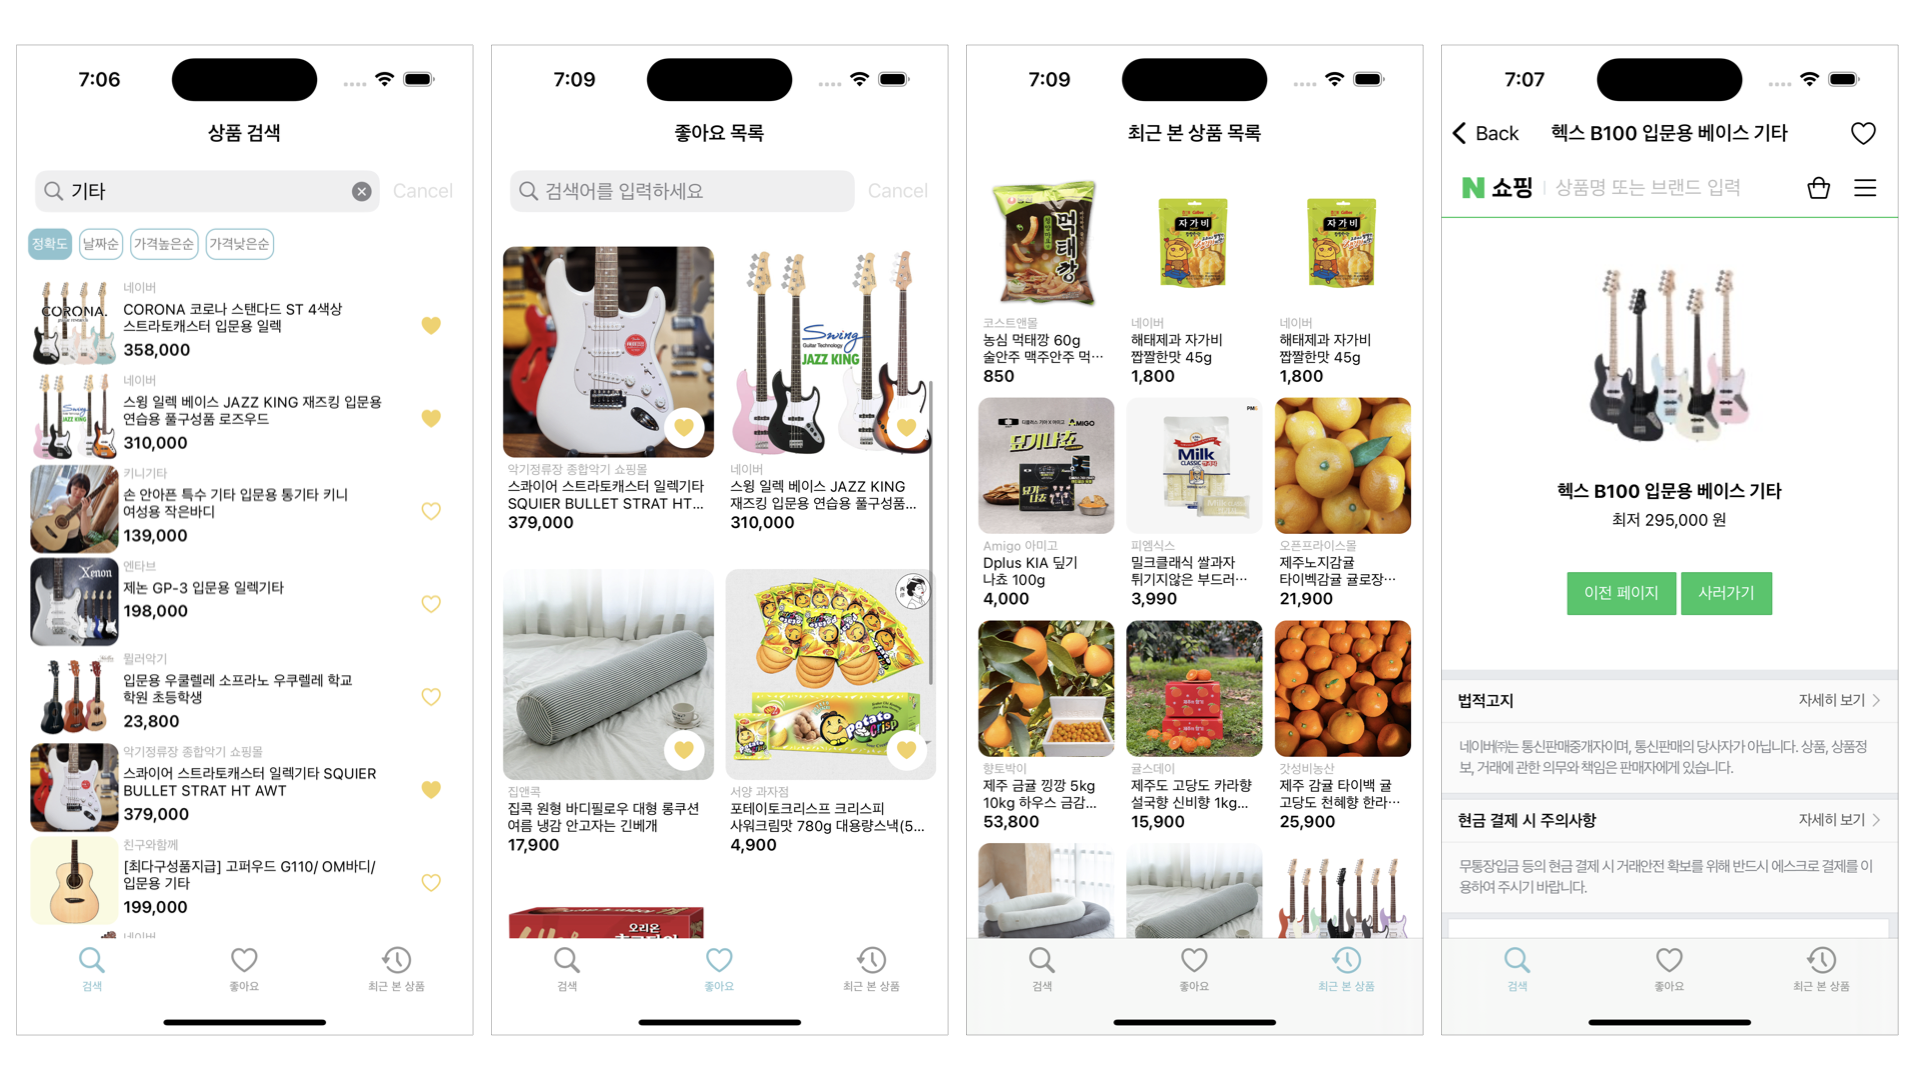 7:06
상품 검색
기타
Cancel
정확도
날짜순
가격높은순
가격낮은순
CORONA.
네이버
CORONA 코로나 스탠다드 ST 4색상
스트라토캐스터 입문용 일렉
358,000
Swing
JAZZ KING
네이버
스윙 일렉 베이스 JAZZ KING 재즈킹 입문용
연습용 풀구성품 로즈우드
310,000
키니기타
손 안아픈 특수 기타 입문용 통기타 키니
여성용 작은바디
139,000
Xenon
엔타브
제논 GP-3 입문용 일렉기타
198,000
뮐러악기
입문용 우쿨렐레 소프라노 우쿠렐레 학교
학원 초등학생
23,800
악기정류장 종합악기 쇼핑몰
스콰이어 스트라토캐스터 일렉기타 SQUIER
BULLET STRAT HT AWT
379,000
친구와함께
[최다구성품지급] 고퍼우드 G110/ OM바디/
입문용 기타
199,000
네이버
검색
좋아요
최근 본 상품
7:09
좋아요 목록
검색어를 입력하세요
Cancel
악기정류장 종합악기 쇼핑몰
스콰이어 스트라토캐스터 일렉기타
SQUIER BULLET STRAT HT...
379,000
Swing
Guitar Technology
JAZZ KING
네이버
스윙 일렉 베이스 JAZZ KING
재즈킹 입문용 연습용 풀구성품...
310,000
집앤콕
집콕 원형 바디필로우 대형 롱쿠션
여름 냉감 안고자는 긴베개
17,900
Potato
Crisp
서양 과자점
포테이토크리스프 크리스피
사워크림맛 780g 대용량스낵(5...
4,900
오리온
검색
좋아요
최근 본 상품
7:09
최근 본 상품 목록
먹태깡
코스트앤몰
농심 먹태깡 60g
술안주 맥주안주 먹...
850
자가비
네이버
해태제과 자가비
짭짤한맛 45g
1,800
자가비
네이버
해태제과 자가비
짭짤한맛 45g
1,800
AMIGO
묘기나쵸
Amigo 아미고
Dplus KIA 딮기
나쵸 100g
4,000
PMS
Milk
CLASSIC
피엠식스
밀크클래식 쌀과자
튀기지않은 부드러...
3,990
오픈프라이스몰
제주노지감귤
타이벡감귤 귤로장...
21,900
향토박이
제주 금귤 낑깡 5kg
10kg 하우스 금감...
53,800
귤스데이
제주도 고당도 카라향
설국향 신비향 1kg...
15,900
갓성비농산
제주 감귤 타이백 귤
고당도 천혜향 한라...
25,900
검색
좋아요
최근 본 상품
7:07
Back
헥스 B100 입문용 베이스 기타
N 쇼핑
상품명 또는 브랜드 입력
헥스 B100 입문용 베이스 기타
최저 295,000 원
이전 페이지
사러가기
법적고지
자세히 보기
네이버㈜는 통신판매중개자이며, 통신판매의 당사자가 아닙니다. 상품, 상품정
보, 거래에 관한 의무와 책임은 판매자에게 있습니다.
현금 결제 시 주의사항
자세히 보기
무통장입금 등의 현금 결제 시 거래안전 확보를 위해 반드시 에스크로 결제를 이
용하여 주시기 바랍니다.
검색
좋아요
최근 본 상품